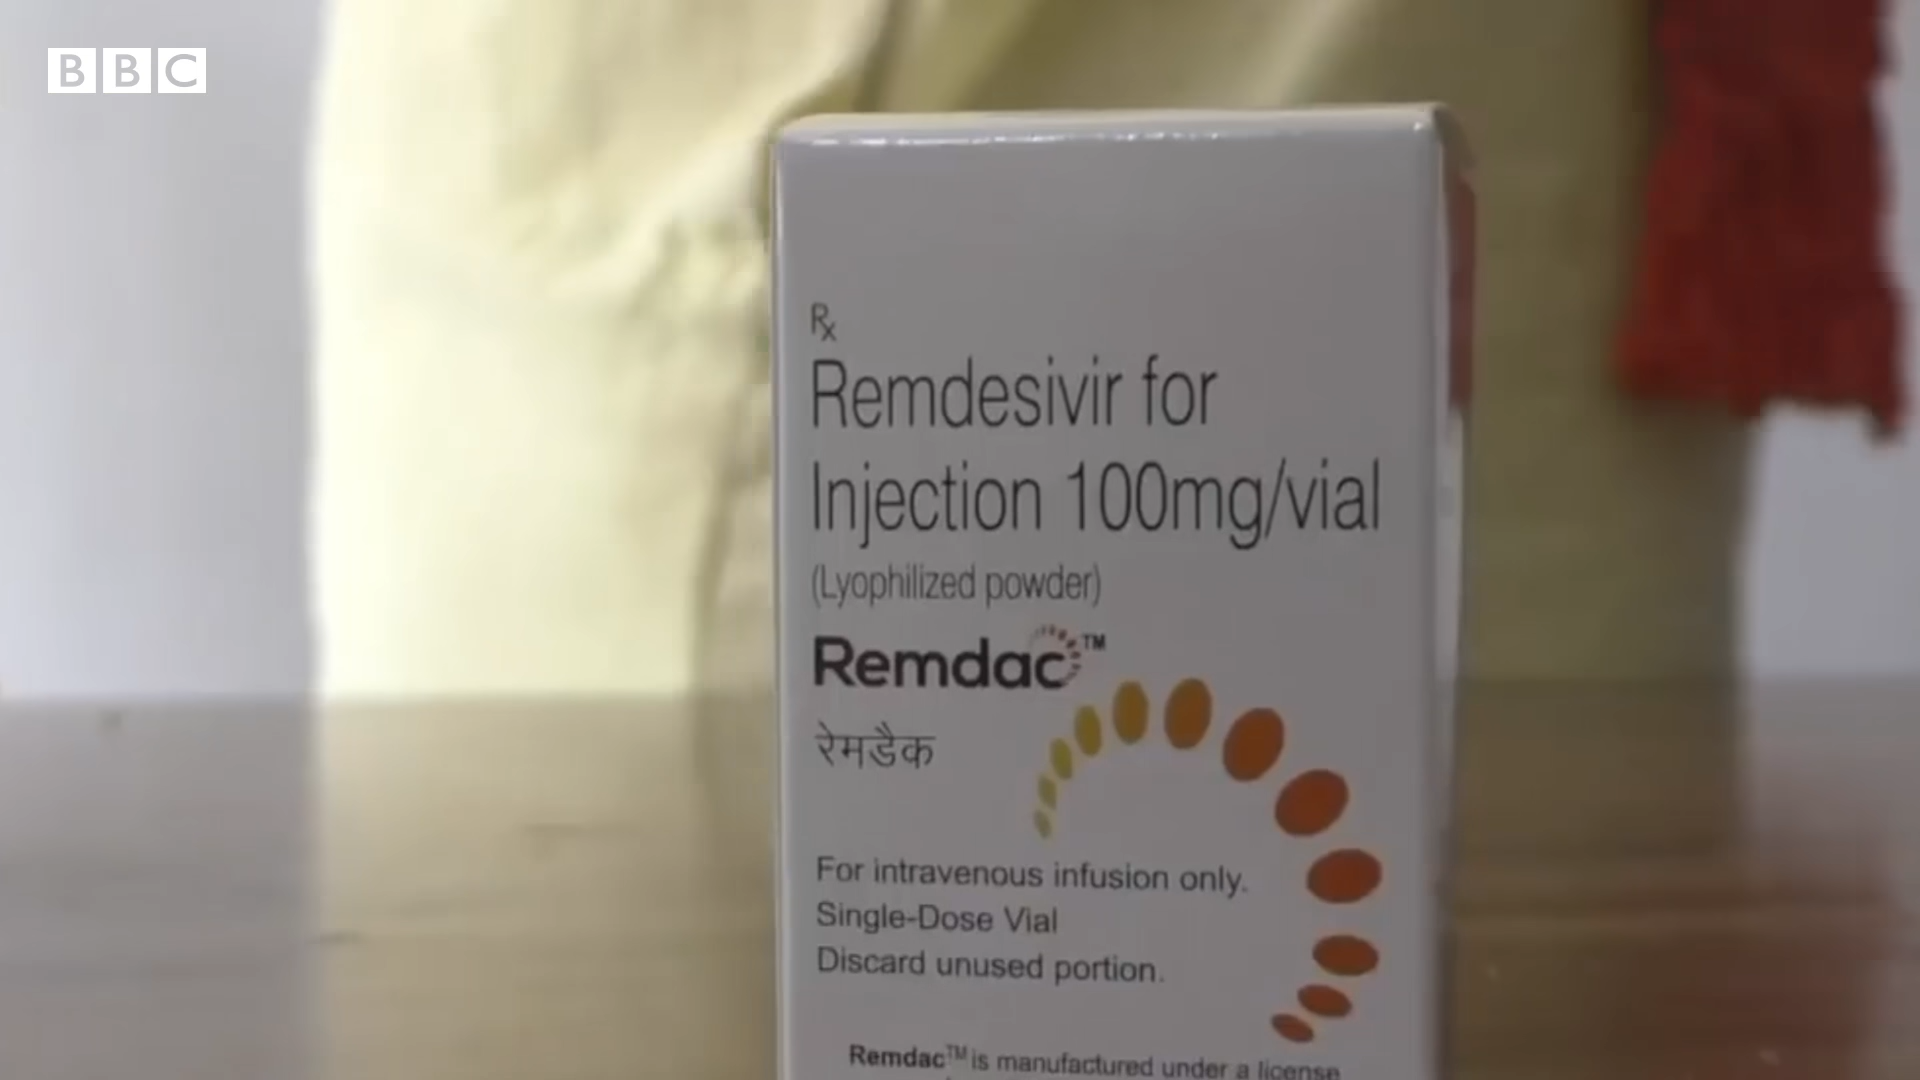 BBC
Rx
Remdesivir for
Injection 100mg/vial
(Lyophilized powder)
Remdac™
रेमडैक
For intravenous infusion only.
Single-Dose Vial
Discard unused portion.
Remdac™ is manufactured under a license